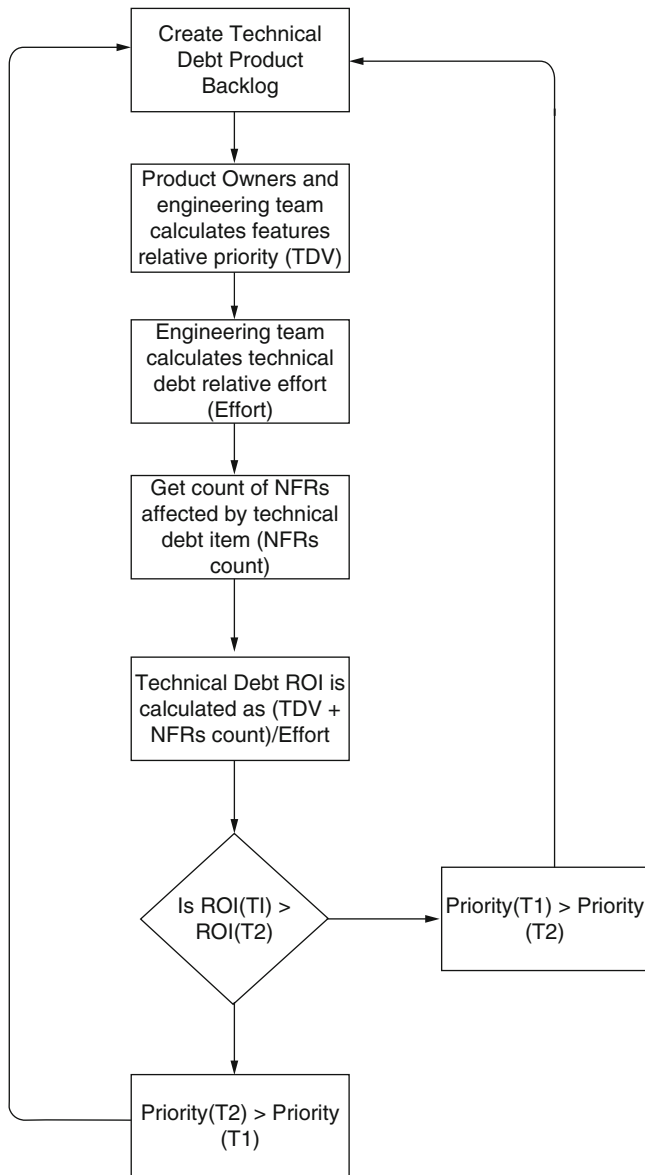 Create Technical
Debt Product
Backlog
Product Owners and
engineering team
calculates features
relative priority (TDV)
Engineering team
calculates technical
debt relative effort
(Effort)
Get count of NFRs
affected by technical
debt item (NFRs
count)
Technical Debt ROI is
calculated as (TDV +
NFRs count)/Effort
Is ROI(TI) >
ROI(T2)
Priority(T1) > Priority
(T2)
Priority(T2) > Priority
(T1)